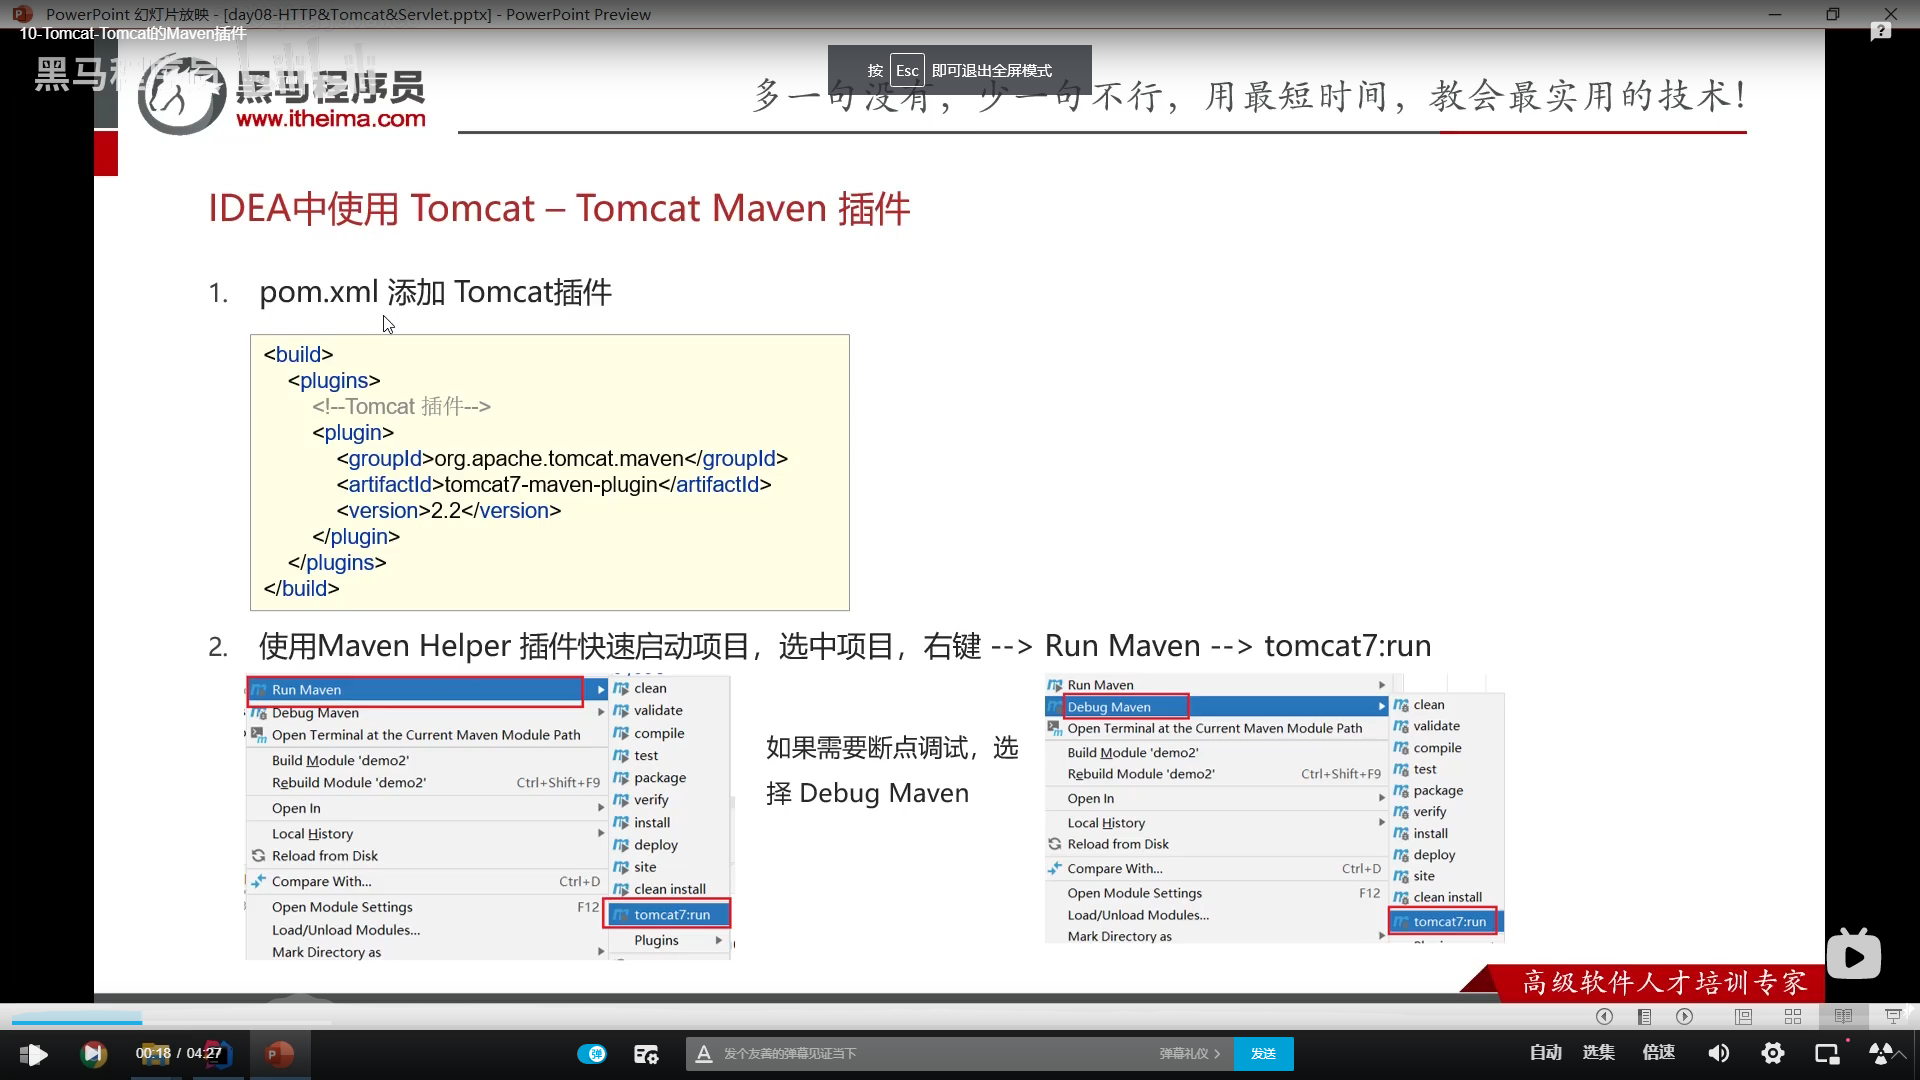 PowerPoint 幻灯片放映 - [day08-HTTP&Tomcat&Servlet.pptx] - PowerPoint Preview
10-Tomcat-Tomcat的Maven插件
黑马程序员
www.itheima.com
按 Esc 即可退出全屏模式
多一句没有，少一句不行，用最短时间，教会最实用的技术！
IDEA中使用 Tomcat – Tomcat Maven 插件
1. pom.xml 添加 Tomcat插件
<build>
<plugins>
<!--Tomcat 插件-->
<plugin>
<groupId>org.apache.tomcat.maven</groupId>
<artifactId>tomcat7-maven-plugin</artifactId>
<version>2.2</version>
</plugin>
</plugins>
</build>
2. 使用Maven Helper 插件快速启动项目，选中项目，右键 --> Run Maven --> tomcat7:run
Run Maven
Debug Maven
Open Terminal at the Current Maven Module Path
Build Module 'demo2'
Rebuild Module 'demo2' Ctrl+Shift+F9
Open In
Local History
Reload from Disk
Compare With... Ctrl+D
Open Module Settings F12
Load/Unload Modules...
Mark Directory as
clean
validate
compile
test
package
verify
install
deploy
site
clean install
tomcat7:run
Plugins
如果需要断点调试，选
择 Debug Maven
Run Maven
Debug Maven
Open Terminal at the Current Maven Module Path
Build Module 'demo2'
Rebuild Module 'demo2' Ctrl+Shift+F9
Open In
Local History
Reload from Disk
Compare With... Ctrl+D
Open Module Settings F12
Load/Unload Modules...
Mark Directory as
clean
validate
compile
test
package
verify
install
deploy
site
clean install
tomcat7:run
高级软件人才培训专家
00:18 / 04:27
弹
发个友善的弹幕见证当下
弹幕礼仪 >
发送
自动 选集 倍速